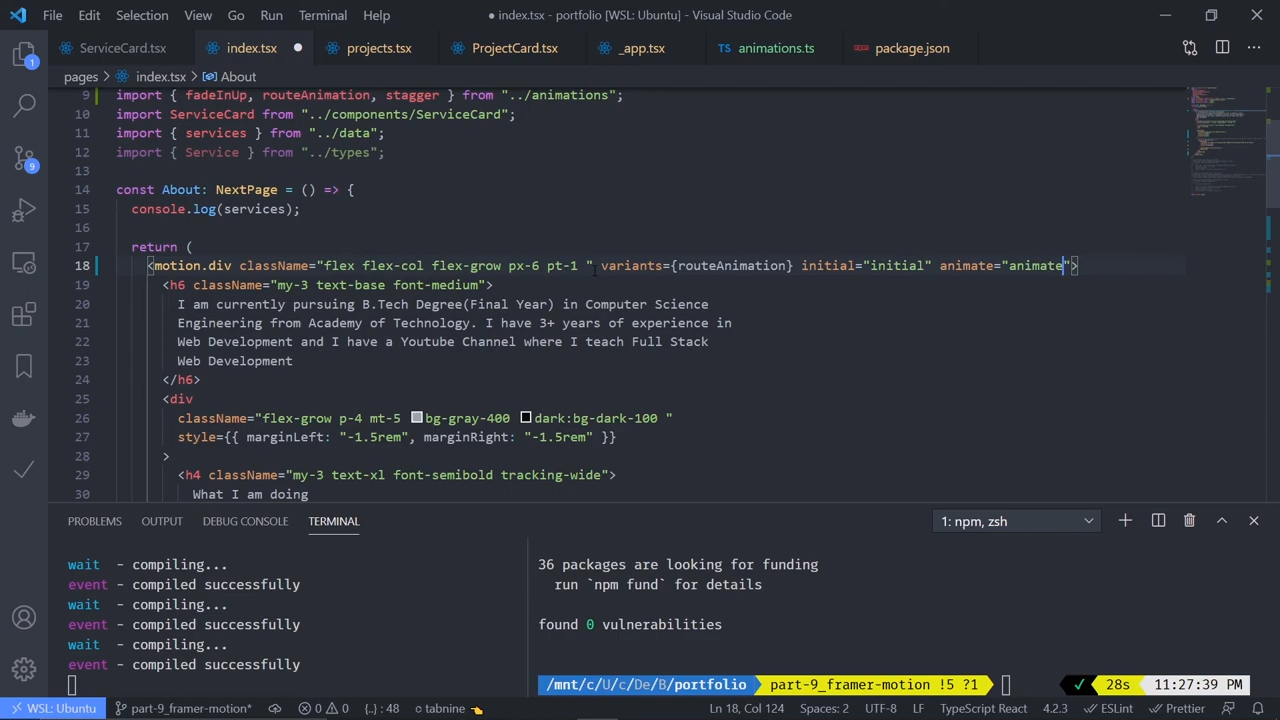 File Edit Selection View Go Run Terminal Help ● index.tsx - portfolio [WSL: Ubuntu] - Visual Studio Code
ServiceCard.tsx index.tsx ● projects.tsx ProjectCard.tsx _app.tsx TS animations.ts package.json
pages > index.tsx > About
9 import { fadeInUp, routeAnimation, stagger } from "../animations";
10 import ServiceCard from "../components/ServiceCard";
11 import { services } from "../data";
12 import { Service } from "../types";
13
14 const About: NextPage = () => {
15 console.log(services);
16
17 return (
18 <motion.div className="flex flex-col flex-grow px-6 pt-1 " variants={routeAnimation} initial="initial" animate="animate">
19 <h6 className="my-3 text-base font-medium">
20 I am currently pursuing B.Tech Degree(Final Year) in Computer Science
21 Engineering from Academy of Technology. I have 3+ years of experience in
22 Web Development and I have a Youtube Channel where I teach Full Stack
23 Web Development
24 </h6>
25 <div
26 className="flex-grow p-4 mt-5 bg-gray-400 dark:bg-dark-100 "
27 style={{ marginLeft: "-1.5rem", marginRight: "-1.5rem" }}
28 >
29 <h4 className="my-3 text-xl font-semibold tracking-wide">
30 What I am doing
1
9
PROBLEMS OUTPUT DEBUG CONSOLE TERMINAL 1: npm, zsh
wait - compiling...
event - compiled successfully
wait - compiling...
event - compiled successfully
wait - compiling...
event - compiled successfully
36 packages are looking for funding
run `npm fund` for details
found 0 vulnerabilities
/mnt/c/U/c/De/B/portfolio part-9_framer-motion !5 ?1 ✓ 28s 11:27:39 PM
WSL: Ubuntu part-9_framer-motion* 0 0 {..}: 48 tabnine 👈 Ln 18, Col 124 Spaces: 2 UTF-8 LF TypeScript React 4.2.3 ESLint Prettier